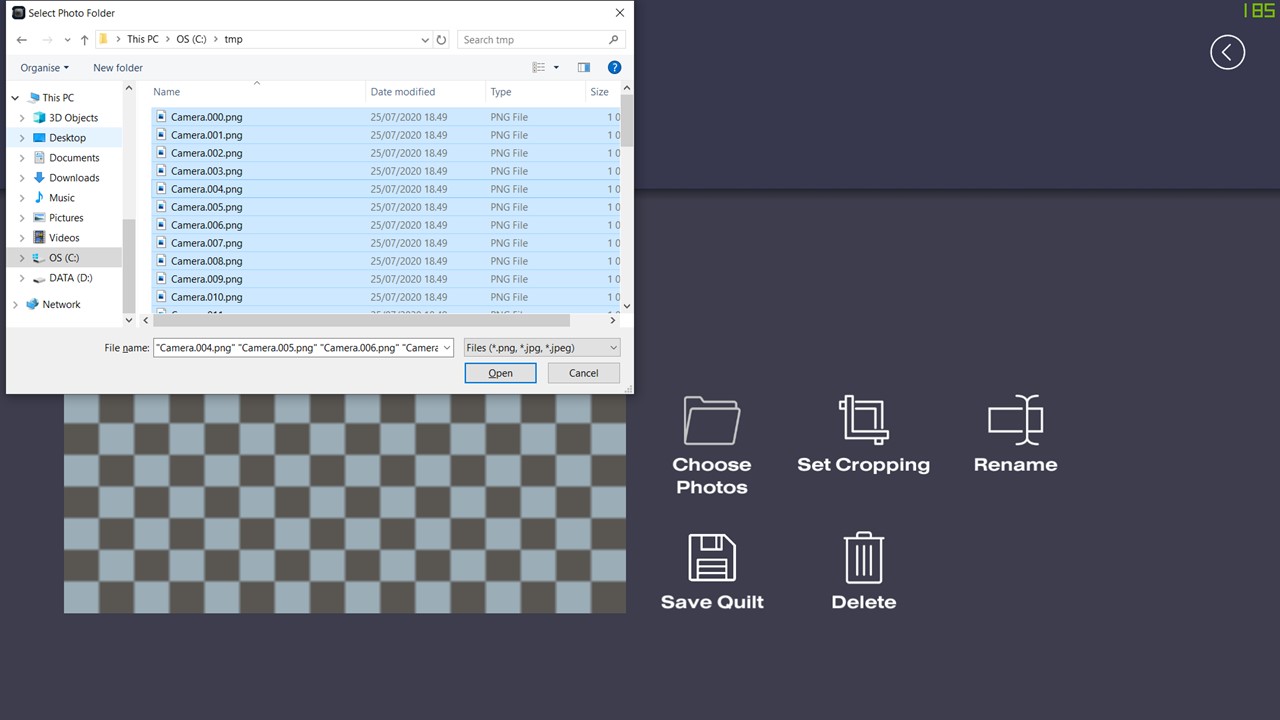 Select Photo Folder
185
This PC > OS (C:) > tmp
Search tmp
Organise
New folder
Name Date modified Type Size
This PC
3D Objects
Desktop
Documents
Downloads
Music
Pictures
Videos
OS (C:)
DATA (D:)
Network
Camera.000.png 25/07/2020 18.49 PNG File 1 0
Camera.001.png 25/07/2020 18.49 PNG File 1 0
Camera.002.png 25/07/2020 18.49 PNG File 1 0
Camera.003.png 25/07/2020 18.49 PNG File 1 0
Camera.004.png 25/07/2020 18.49 PNG File 1 0
Camera.005.png 25/07/2020 18.49 PNG File 1 0
Camera.006.png 25/07/2020 18.49 PNG File 1 0
Camera.007.png 25/07/2020 18.49 PNG File 1 0
Camera.008.png 25/07/2020 18.49 PNG File 1 0
Camera.009.png 25/07/2020 18.49 PNG File 1 0
Camera.010.png 25/07/2020 18.49 PNG File 1 0
File name: "Camera.004.png" "Camera.005.png" "Camera.006.png" "Camera
Files (*.png, *.jpg, *.jpeg)
Open
Cancel
Choose
Photos
Set Cropping
Rename
Save Quilt
Delete